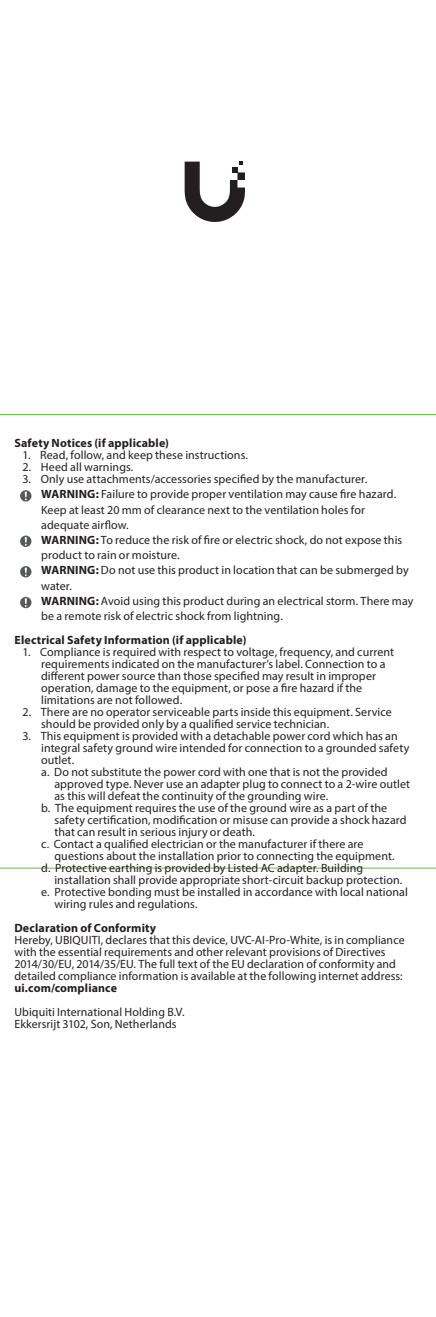 Safety Notices (if applicable)
1. Read, follow, and keep these instructions.
2. Heed all warnings.
3. Only use attachments/accessories specified by the manufacturer.
WARNING: Failure to provide proper ventilation may cause fire hazard.
Keep at least 20 mm of clearance next to the ventilation holes for
adequate airflow.
WARNING: To reduce the risk of fire or electric shock, do not expose this
product to rain or moisture.
WARNING: Do not use this product in location that can be submerged by
water.
WARNING: Avoid using this product during an electrical storm. There may
be a remote risk of electric shock from lightning.
Electrical Safety Information (if applicable)
1. Compliance is required with respect to voltage, frequency, and current
requirements indicated on the manufacturer’s label. Connection to a
different power source than those specified may result in improper
operation, damage to the equipment, or pose a fire hazard if the
limitations are not followed.
2. There are no operator serviceable parts inside this equipment. Service
should be provided only by a qualified service technician.
3. This equipment is provided with a detachable power cord which has an
integral safety ground wire intended for connection to a grounded safety
outlet.
a. Do not substitute the power cord with one that is not the provided
approved type. Never use an adapter plug to connect to a 2-wire outlet
as this will defeat the continuity of the grounding wire.
b. The equipment requires the use of the ground wire as a part of the
safety certification, modification or misuse can provide a shock hazard
that can result in serious injury or death.
c. Contact a qualified electrician or the manufacturer if there are
questions about the installation prior to connecting the equipment.
d. Protective earthing is provided by Listed AC adapter. Building
installation shall provide appropriate short-circuit backup protection.
e. Protective bonding must be installed in accordance with local national
wiring rules and regulations.
Declaration of Conformity
Hereby, UBIQUITI, declares that this device, UVC-AI-Pro-White, is in compliance
with the essential requirements and other relevant provisions of Directives
2014/30/EU, 2014/35/EU. The full text of the EU declaration of conformity and
detailed compliance information is available at the following internet address:
ui.com/compliance
Ubiquiti International Holding B.V.
Ekkersrijt 3102, Son, Netherlands